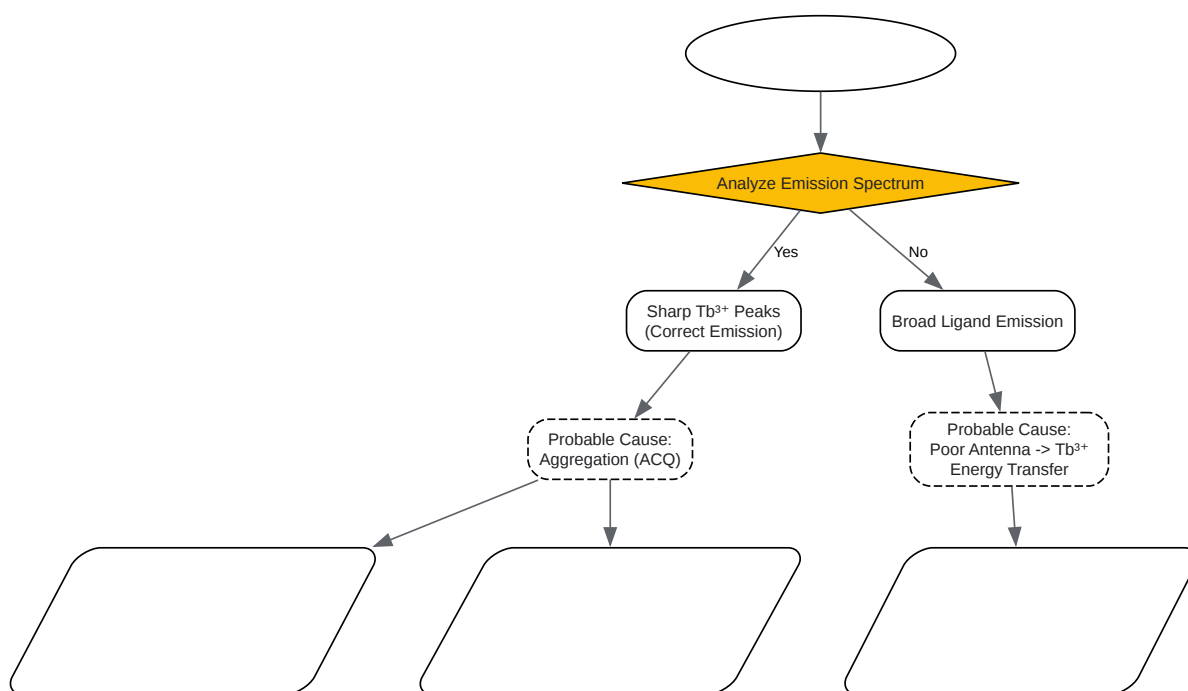 Analyze Emission Spectrum
Yes
No
Sharp Tb³⁺ Peaks
(Correct Emission)
Broad Ligand Emission
Probable Cause:
Aggregation (ACQ)
Probable Cause:
Poor Antenna -> Tb³⁺
Energy Transfer